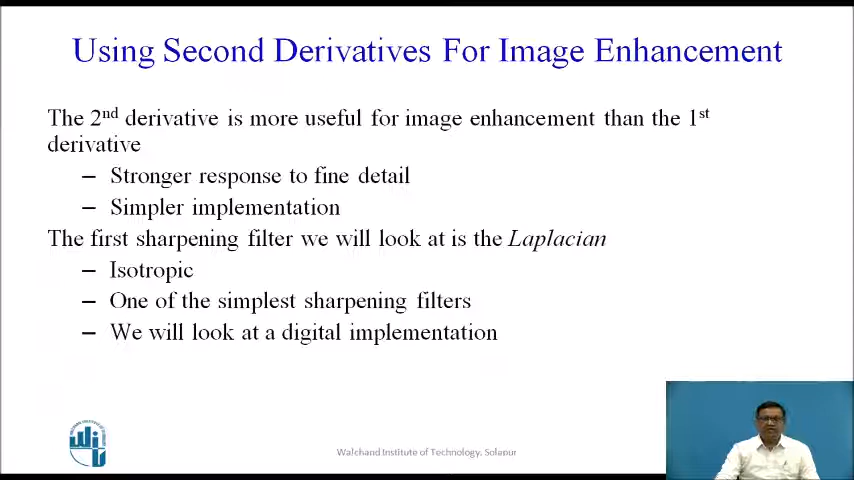 Using Second Derivatives For Image Enhancement
The 2nd derivative is more useful for image enhancement than the 1st
derivative
– Stronger response to fine detail
– Simpler implementation
The first sharpening filter we will look at is the Laplacian
– Isotropic
– One of the simplest sharpening filters
– We will look at a digital implementation
Walchand Institute of Technology, Solapur